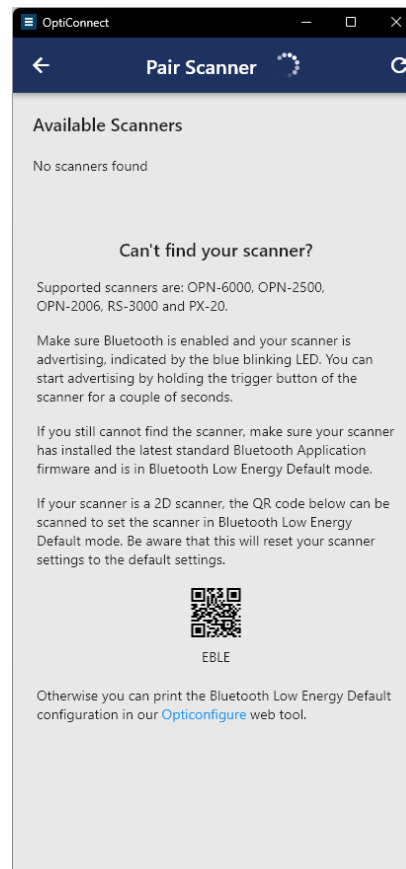 OptiConnect
Pair Scanner
Available Scanners
No scanners found
Can't find your scanner?
Supported scanners are: OPN-6000, OPN-2500,
OPN-2006, RS-3000 and PX-20.
Make sure Bluetooth is enabled and your scanner is
advertising, indicated by the blue blinking LED. You can
start advertising by holding the trigger button of the
scanner for a couple of seconds.
If you still cannot find the scanner, make sure your scanner
has installed the latest standard Bluetooth Application
firmware and is in Bluetooth Low Energy Default mode.
If your scanner is a 2D scanner, the QR code below can be
scanned to set the scanner in Bluetooth Low Energy
Default mode. Be aware that this will reset your scanner
settings to the default settings.
EBLE
Otherwise you can print the Bluetooth Low Energy Default
configuration in our Opticonfigure web tool.